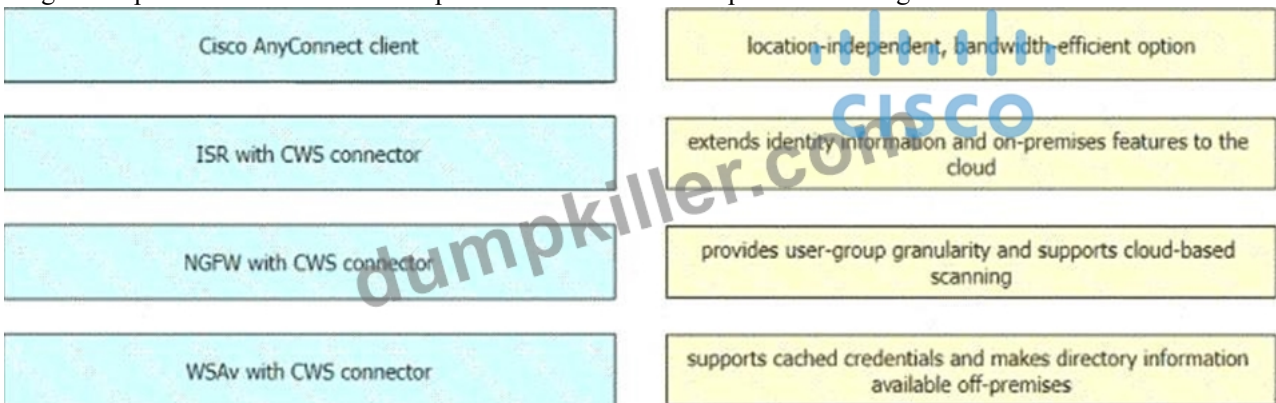 Cisco AnyConnect client
location-independent, bandwidth-efficient option
CISCO
ISR with CWS connector
extends identity information and on-premises features to the
cloud
dumpkiller.com
NGFW with CWS connector
provides user-group granularity and supports cloud-based
scanning
WSAv with CWS connector
supports cached credentials and makes directory information
available off-premises